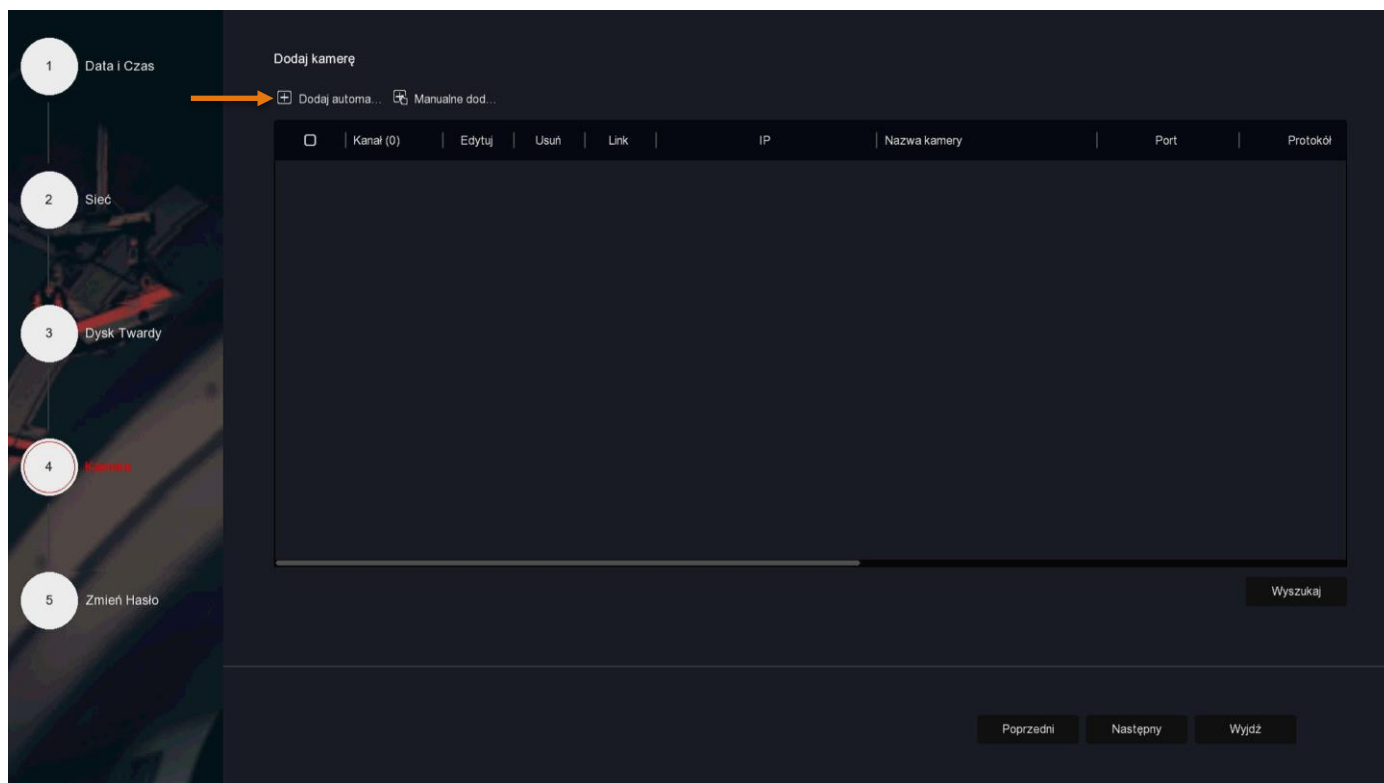 1 Data i Czas
2 Sieć
3 Dysk Twardy
4 Kamera
5 Zmień Hasło
Dodaj kamerę
Dodaj automa... Manualne dod...
Kanał (0) Edytuj Usuń Link IP Nazwa kamery Port Protokół
Wyszukaj
Poprzedni Następny Wyjdź